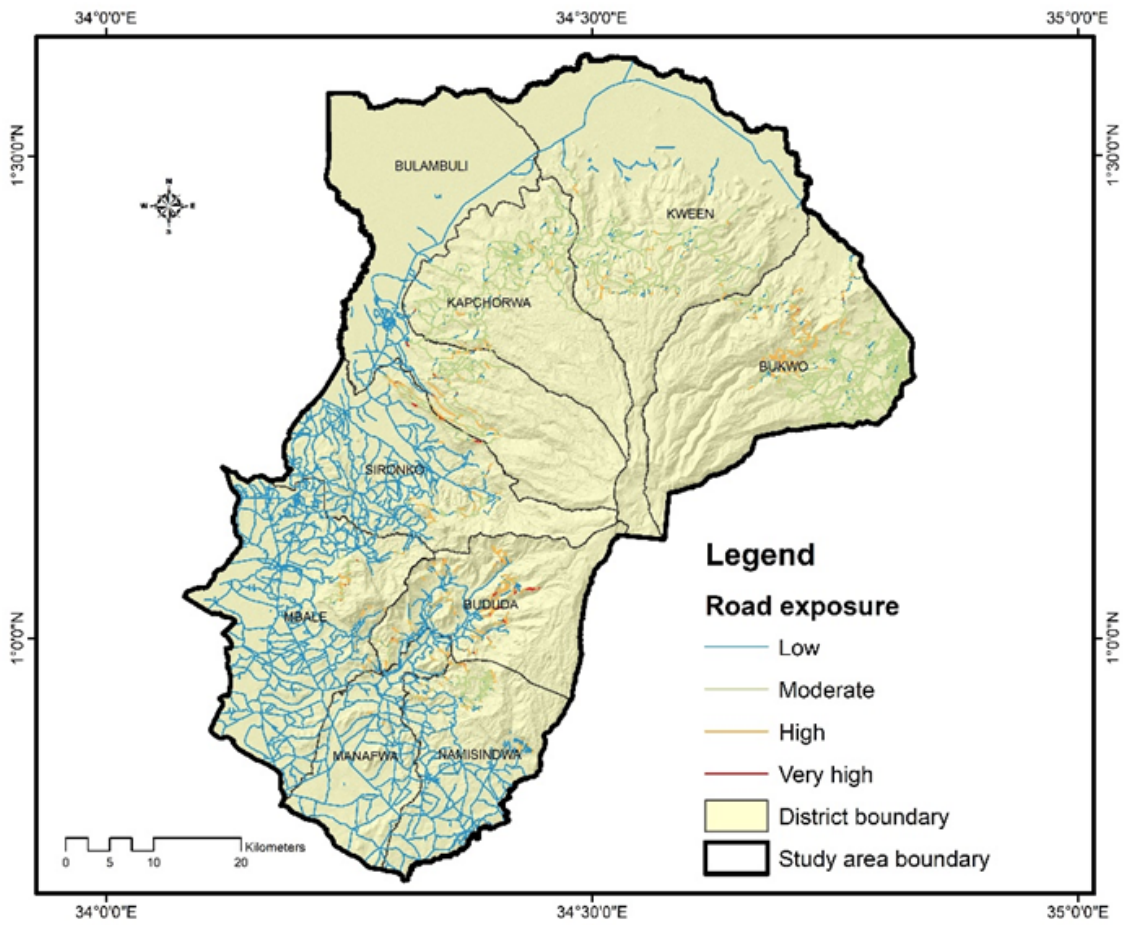 34°0'0"E 34°30'0"E 35°0'0"E
1°30'0"N 1°30'0"N
BULAMBULI
N
W E
S
KWEEN
KAPCHORWA
BUKWO
SIRONKO
Legend
Road exposure
BUDUDA
MBALE
1°0'0"N 1°0'0"N
Low
Moderate
High
Very high
MANAFWA NAMISINDWA
District boundary
Kilometers
0 5 10 20
Study area boundary
34°0'0"E 34°30'0"E 35°0'0"E